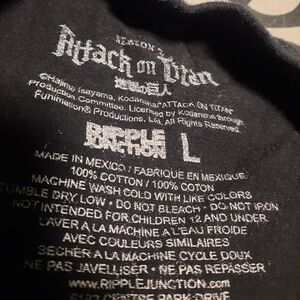 SEASON 2
Attack on Titan
進撃の巨人
©Hajime Isayama, Kodansha/"ATTACK ON TITAN"
Production Committee. Licensed by Kodansha through
Funimation® Productions, Ltd. All Rights Reserved.
RIPPLE
JUNCTION L
MADE IN MEXICO / FABRIQUÉ EN MEXIQUE
100% COTTON / 100% COTON
MACHINE WASH COLD WITH LIKE COLORS
TUMBLE DRY LOW • DO NOT BLEACH • DO NOT IRON
NOT INTENDED FOR CHILDREN 12 AND UNDER.
LAVER A LA MACHINE A L'EAU FROIDE
AVEC COULEURS SIMILAIRES
SECHER A LA MACHINE CYCLE DOUX
NE PAS JAVELLISER • NE PAS REPASSER
WWW.RIPPLEJUNCTION.COM
CENTRE PARK DRIVE